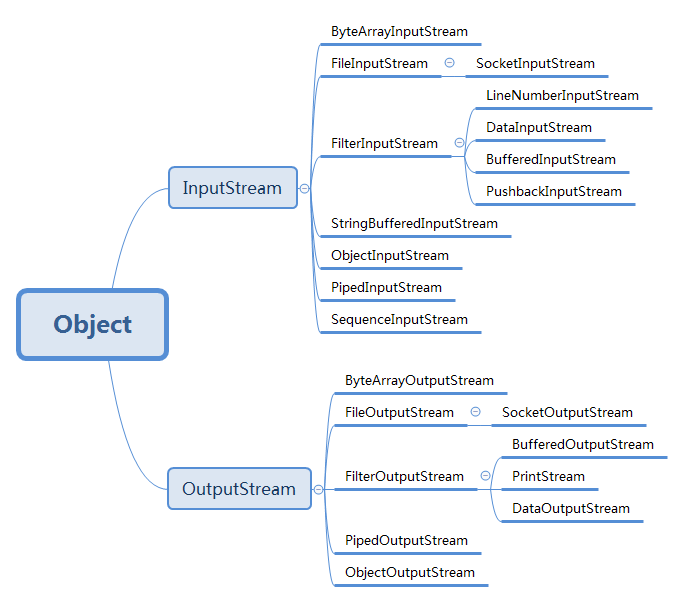 Object
InputStream
ByteArrayInputStream
FileInputStream
SocketInputStream
FilterInputStream
LineNumberInputStream
DataInputStream
BufferedInputStream
PushbackInputStream
StringBufferedInputStream
ObjectInputStream
PipedInputStream
SequenceInputStream
OutputStream
ByteArrayOutputStream
FileOutputStream
SocketOutputStream
FilterOutputStream
BufferedOutputStream
PrintStream
DataOutputStream
PipedOutputStream
ObjectOutputStream